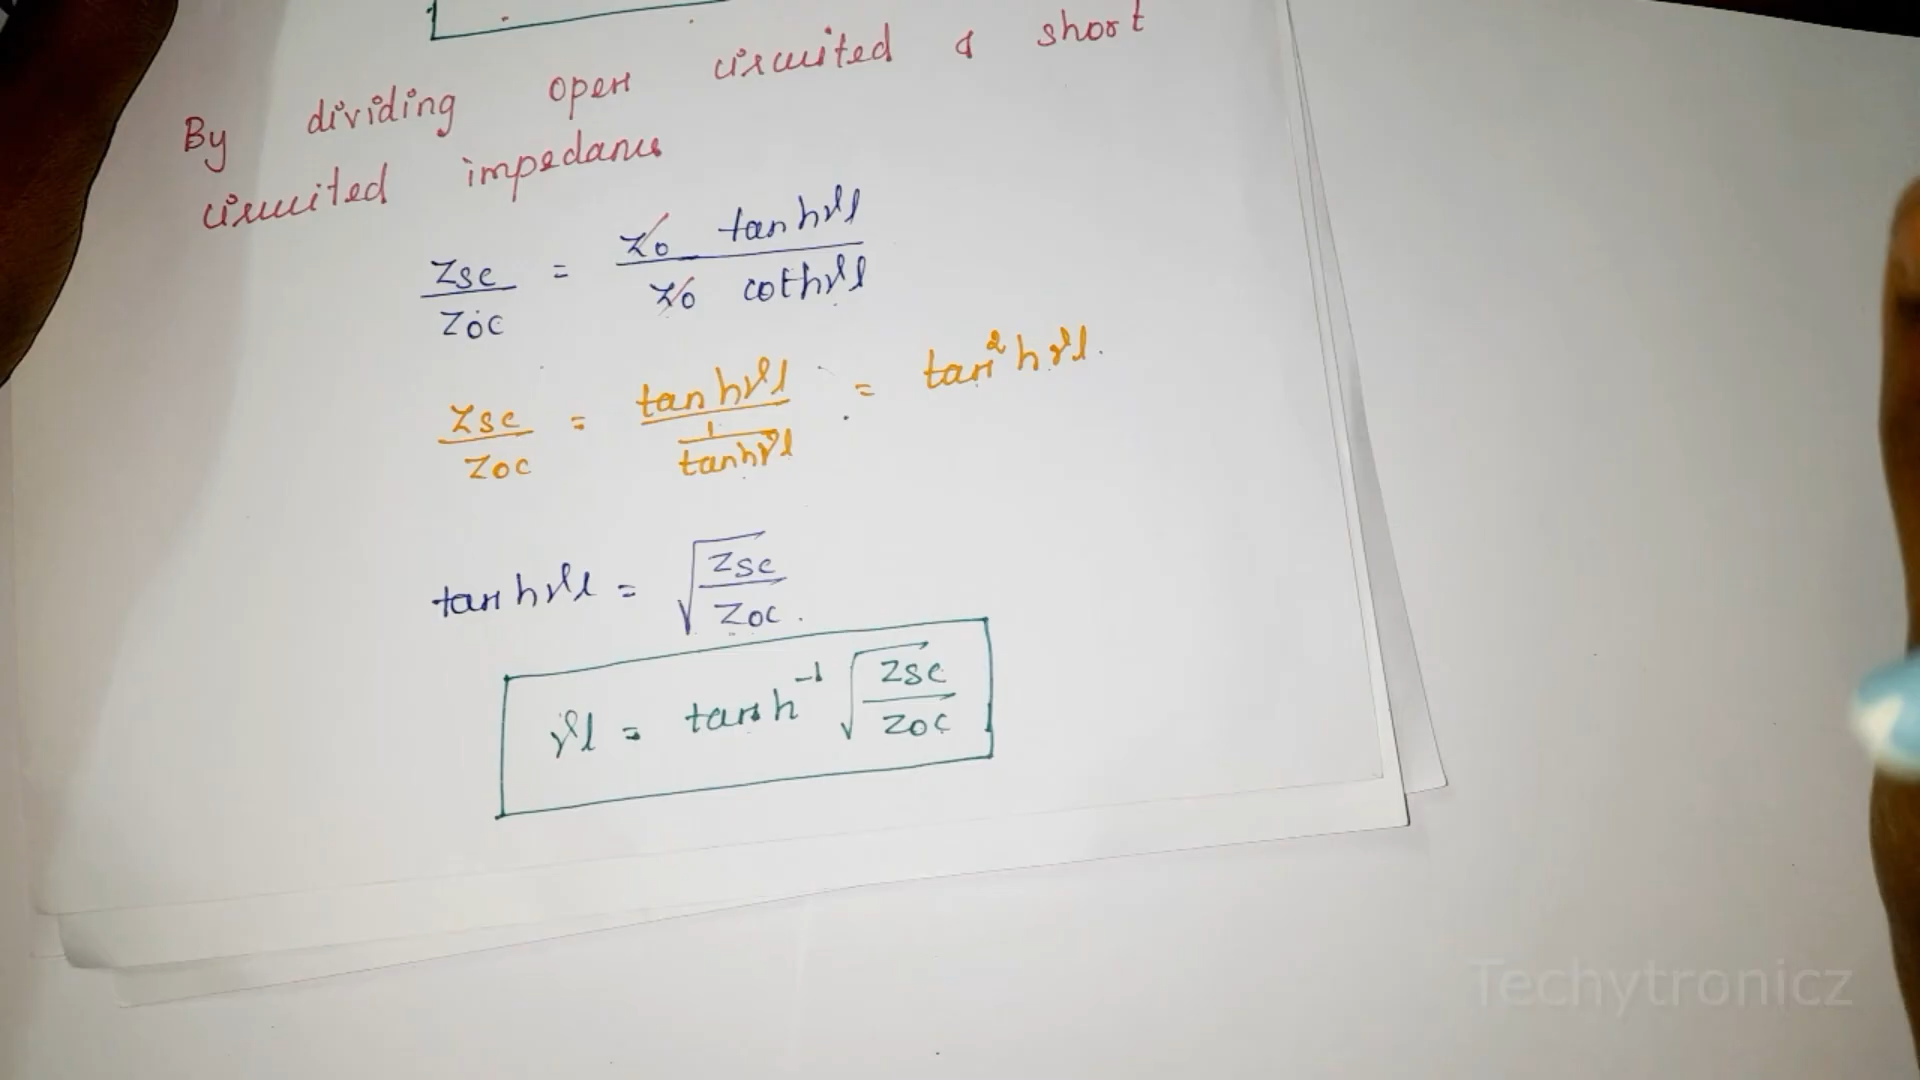 By dividing open circuited & short
circuited impedance
Zsc/Zoc = Z0 tanhγl / Z0 cothγl
Zsc/Zoc = tanhγl / (1/tanhγl) = tan²hγl.
tanhγl = √(Zsc/Zoc).
γl = tanh⁻¹ √(Zsc/Zoc)
Techytronicz